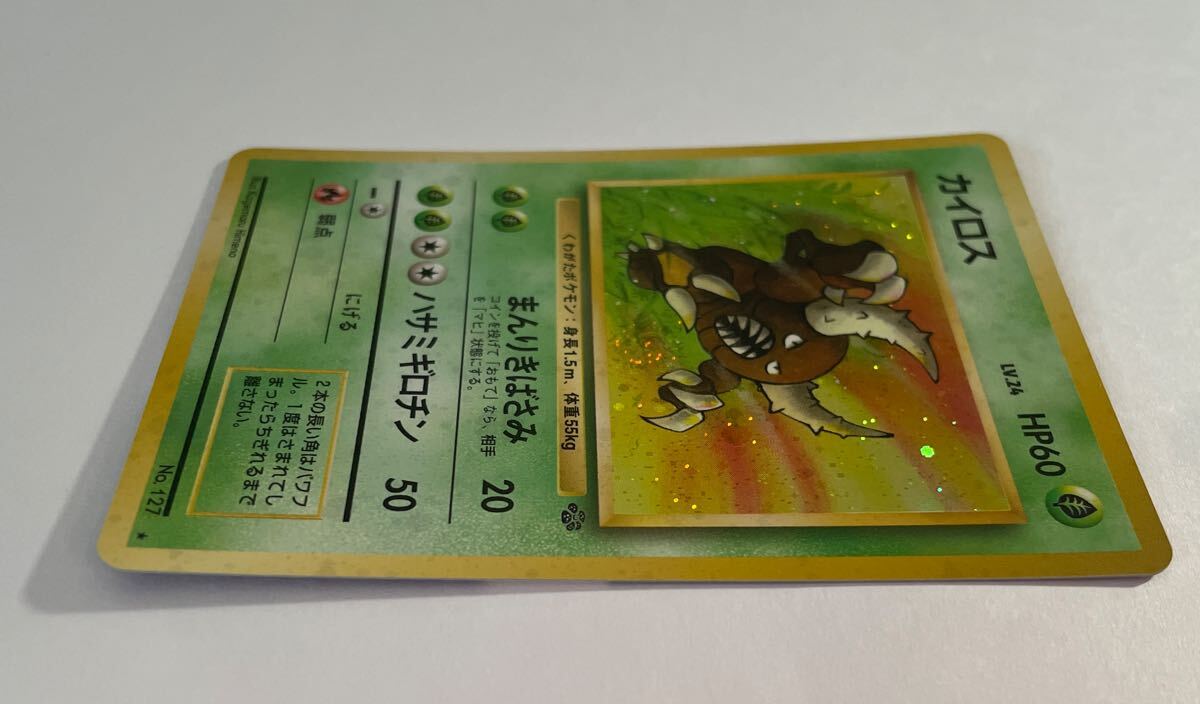 カイロス
LV.24 HP60
くわがたポケモン：身長1.5m、体重55kg
まんりきばさみ 20
コインを投げて「おもて」なら、相手
を「マヒ」状態にする。
ハサミギロチン 50
にげる
弱点
2本の長い角はパワフ
ル。1度はさまれてし
まったらちぎれるまで
離さない。
No. 127